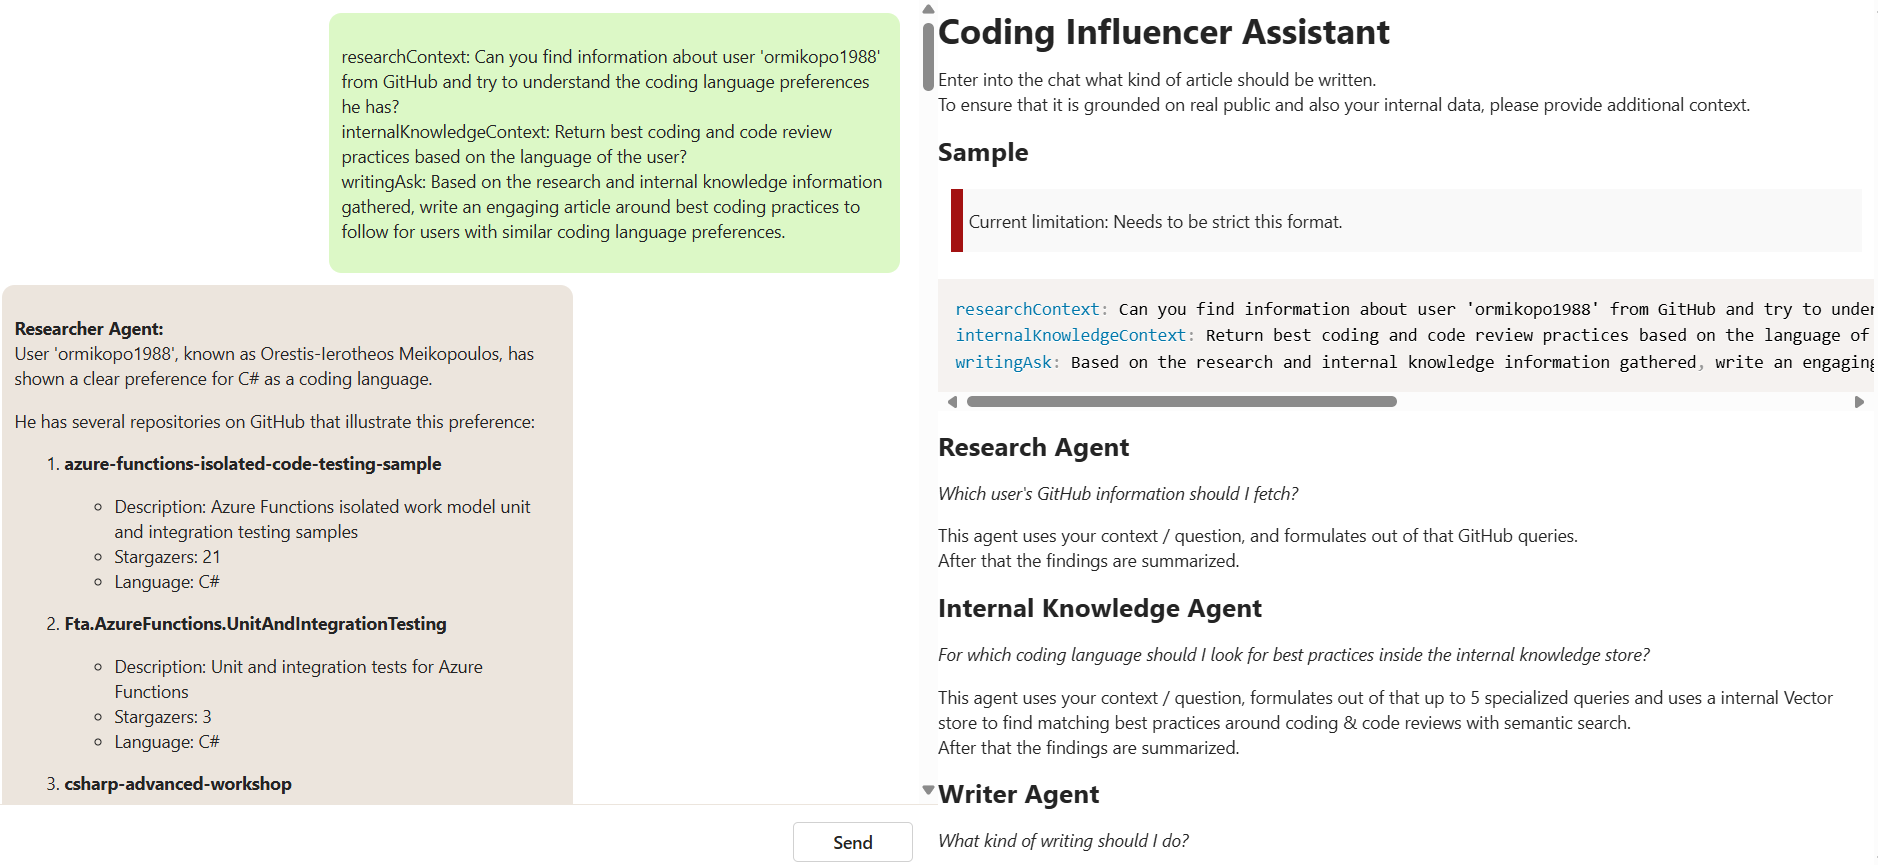 researchContext: Can you find information about user 'ormikopo1988'
from GitHub and try to understand the coding language preferences
he has?
internalKnowledgeContext: Return best coding and code review
practices based on the language of the user?
writingAsk: Based on the research and internal knowledge information
gathered, write an engaging article around best coding practices to
follow for users with similar coding language preferences.
Researcher Agent:
User 'ormikopo1988', known as Orestis-Ierotheos Meikopoulos, has
shown a clear preference for C# as a coding language.
He has several repositories on GitHub that illustrate this preference:
1. azure-functions-isolated-code-testing-sample
Description: Azure Functions isolated work model unit
and integration testing samples
Stargazers: 21
Language: C#
2. Fta.AzureFunctions.UnitAndIntegrationTesting
Description: Unit and integration tests for Azure
Functions
Stargazers: 3
Language: C#
3. csharp-advanced-workshop
Send
Coding Influencer Assistant
Enter into the chat what kind of article should be written.
To ensure that it is grounded on real public and also your internal data, please provide additional context.
Sample
Current limitation: Needs to be strict this format.
researchContext: Can you find information about user 'ormikopo1988' from GitHub and try to under
internalKnowledgeContext: Return best coding and code review practices based on the language of
writingAsk: Based on the research and internal knowledge information gathered, write an engaging
Research Agent
Which user's GitHub information should I fetch?
This agent uses your context / question, and formulates out of that GitHub queries.
After that the findings are summarized.
Internal Knowledge Agent
For which coding language should I look for best practices inside the internal knowledge store?
This agent uses your context / question, formulates out of that up to 5 specialized queries and uses a internal Vector
store to find matching best practices around coding & code reviews with semantic search.
After that the findings are summarized.
Writer Agent
What kind of writing should I do?